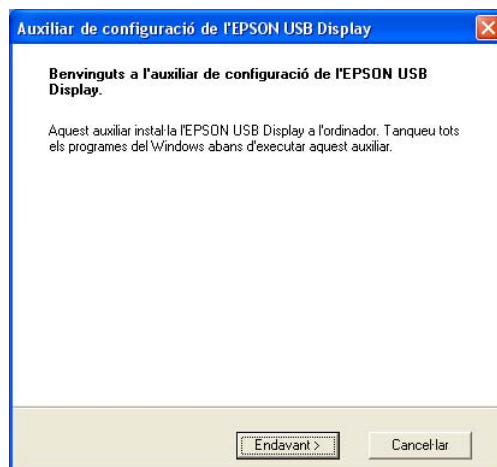 Auxiliar de configuració de l'EPSON USB Display
Benvinguts a l'auxiliar de configuració de l'EPSON USB
Display.
Aquest auxiliar instal·la l'EPSON USB Display a l'ordinador. Tanqueu tots
els programes del Windows abans d'executar aquest auxiliar.
Endavant >
Cancel·lar